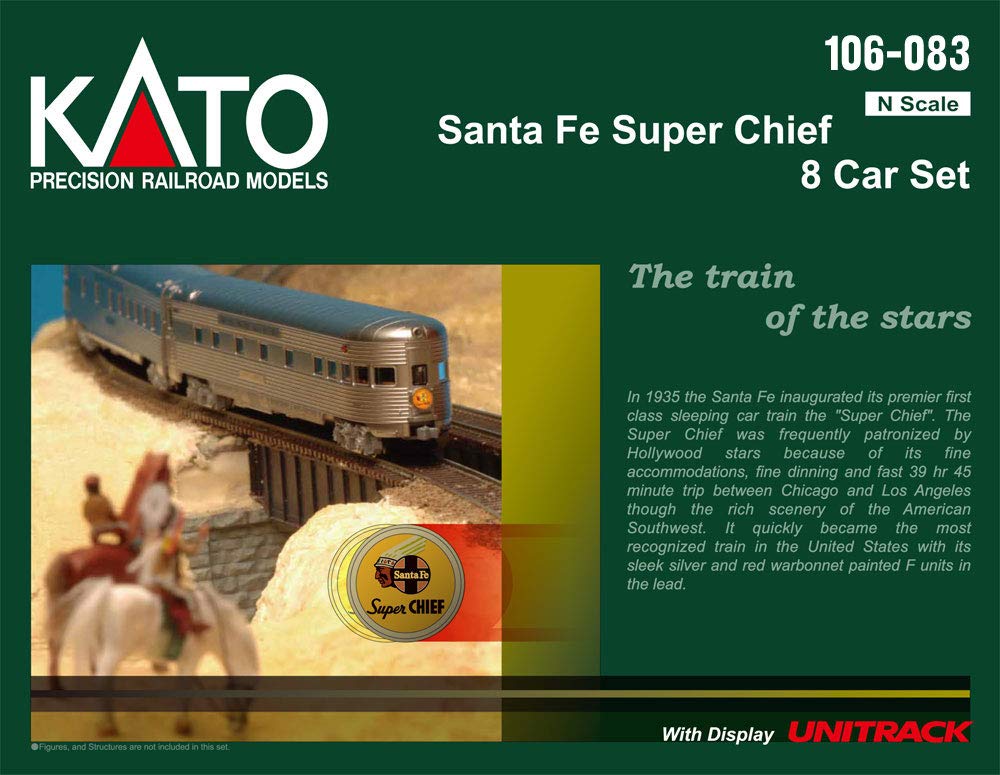 KATO
PRECISION RAILROAD MODELS
106-083
N Scale
Santa Fe Super Chief
8 Car Set
The train
of the stars
In 1935 the Santa Fe inaugurated its premier first
class sleeping car train the "Super Chief". The
Super Chief was frequently patronized by
Hollywood stars because of its fine
accommodations, fine dinning and fast 39 hr 45
minute trip between Chicago and Los Angeles
though the rich scenery of the American
Southwest. It quickly became the most
recognized train in the United States with its
sleek silver and red warbonnet painted F units in
the lead.
Santa Fe
Super CHIEF
With Display UNITRACK
●Figures, and Structures are not included in this set.